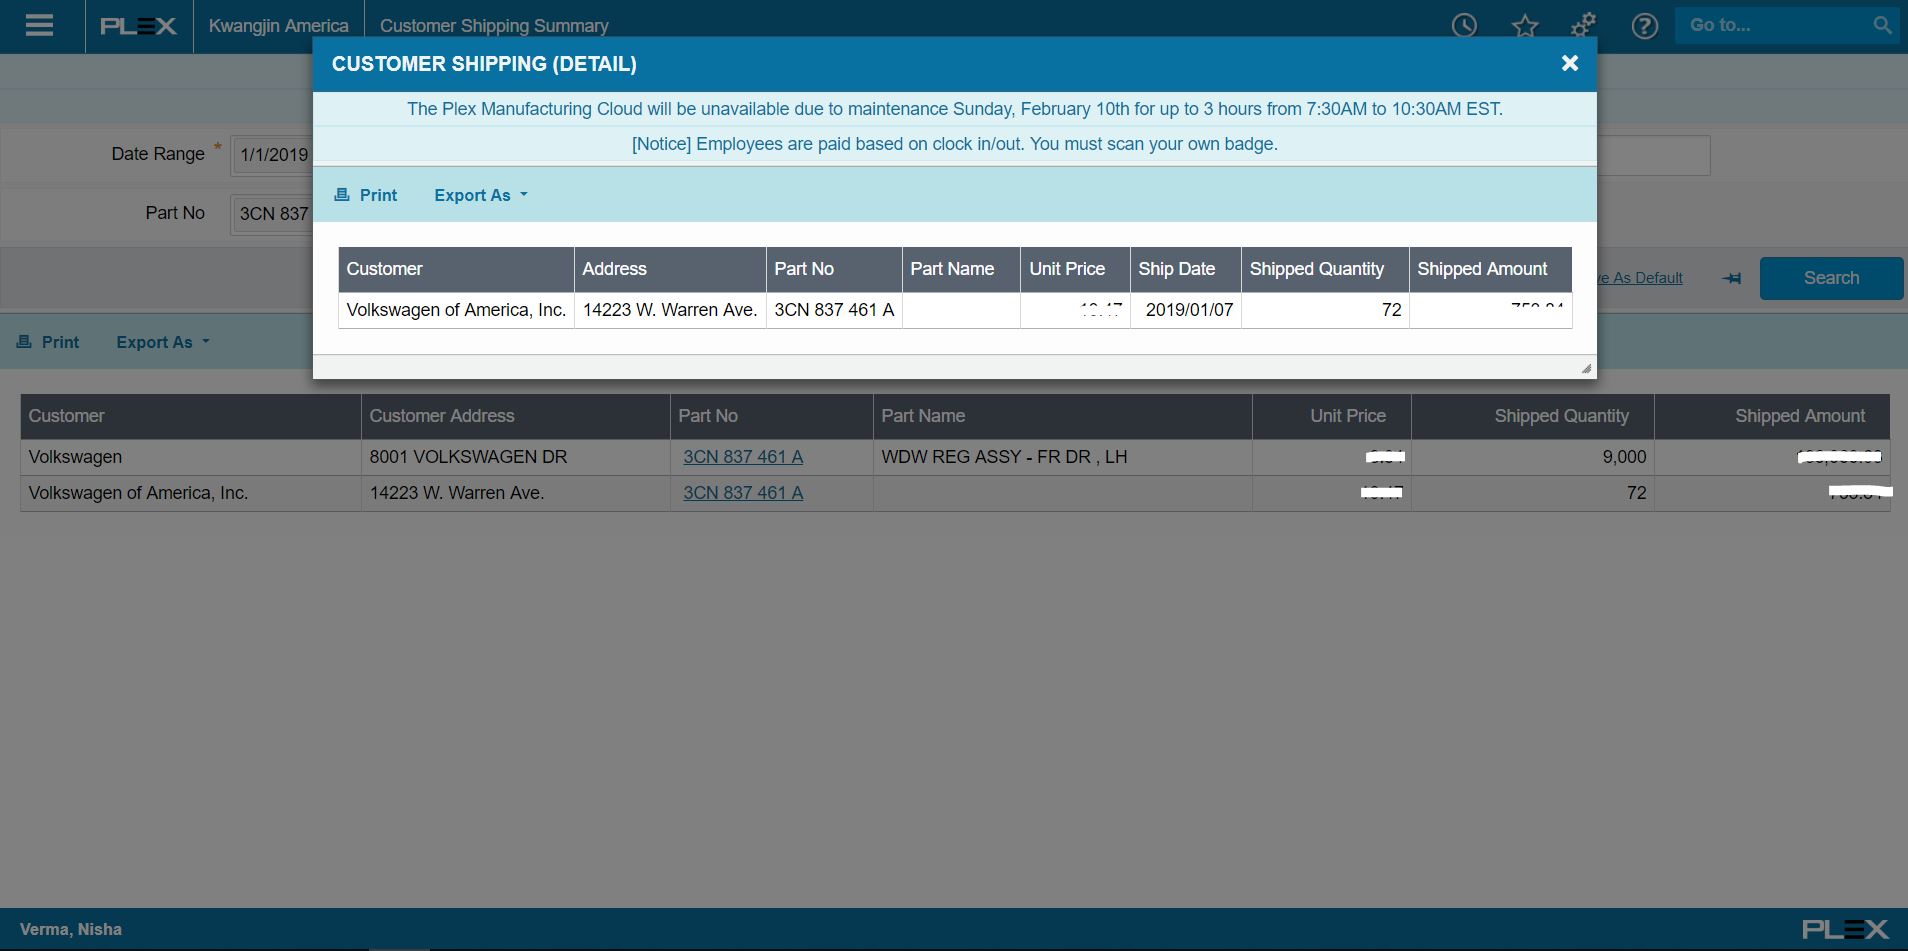 PLEX Kwangjin America Customer Shipping Summary Go to...
CUSTOMER SHIPPING (DETAIL)
The Plex Manufacturing Cloud will be unavailable due to maintenance Sunday, February 10th for up to 3 hours from 7:30AM to 10:30AM EST.
[Notice] Employees are paid based on clock in/out. You must scan your own badge.
Date Range * 1/1/2019
Print Export As
Part No 3CN 837
Customer Address Part No Part Name Unit Price Ship Date Shipped Quantity Shipped Amount
Volkswagen of America, Inc. 14223 W. Warren Ave. 3CN 837 461 A 2019/01/07 72
As Default Search
Print Export As
Customer Customer Address Part No Part Name Unit Price Shipped Quantity Shipped Amount
Volkswagen 8001 VOLKSWAGEN DR 3CN 837 461 A WDW REG ASSY - FR DR , LH 9,000
Volkswagen of America, Inc. 14223 W. Warren Ave. 3CN 837 461 A 72
Verma, Nisha PLEX